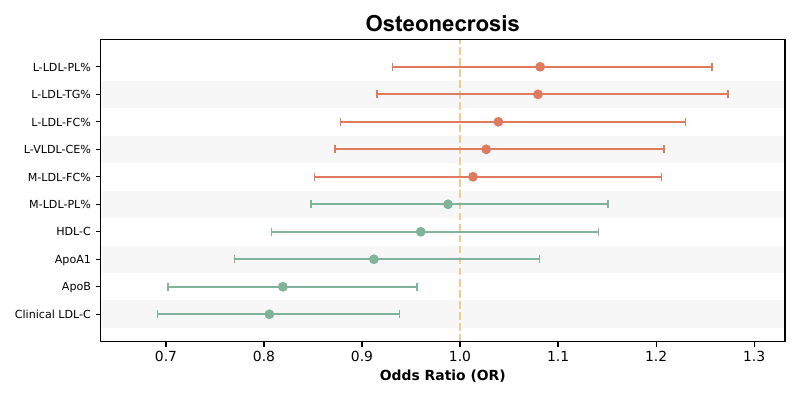 Osteonecrosis
L-LDL-PL%
L-LDL-TG%
L-LDL-FC%
L-VLDL-CE%
M-LDL-FC%
M-LDL-PL%
HDL-C
ApoA1
ApoB
Clinical LDL-C
0.7 0.8 0.9 1.0 1.1 1.2 1.3
Odds Ratio (OR)